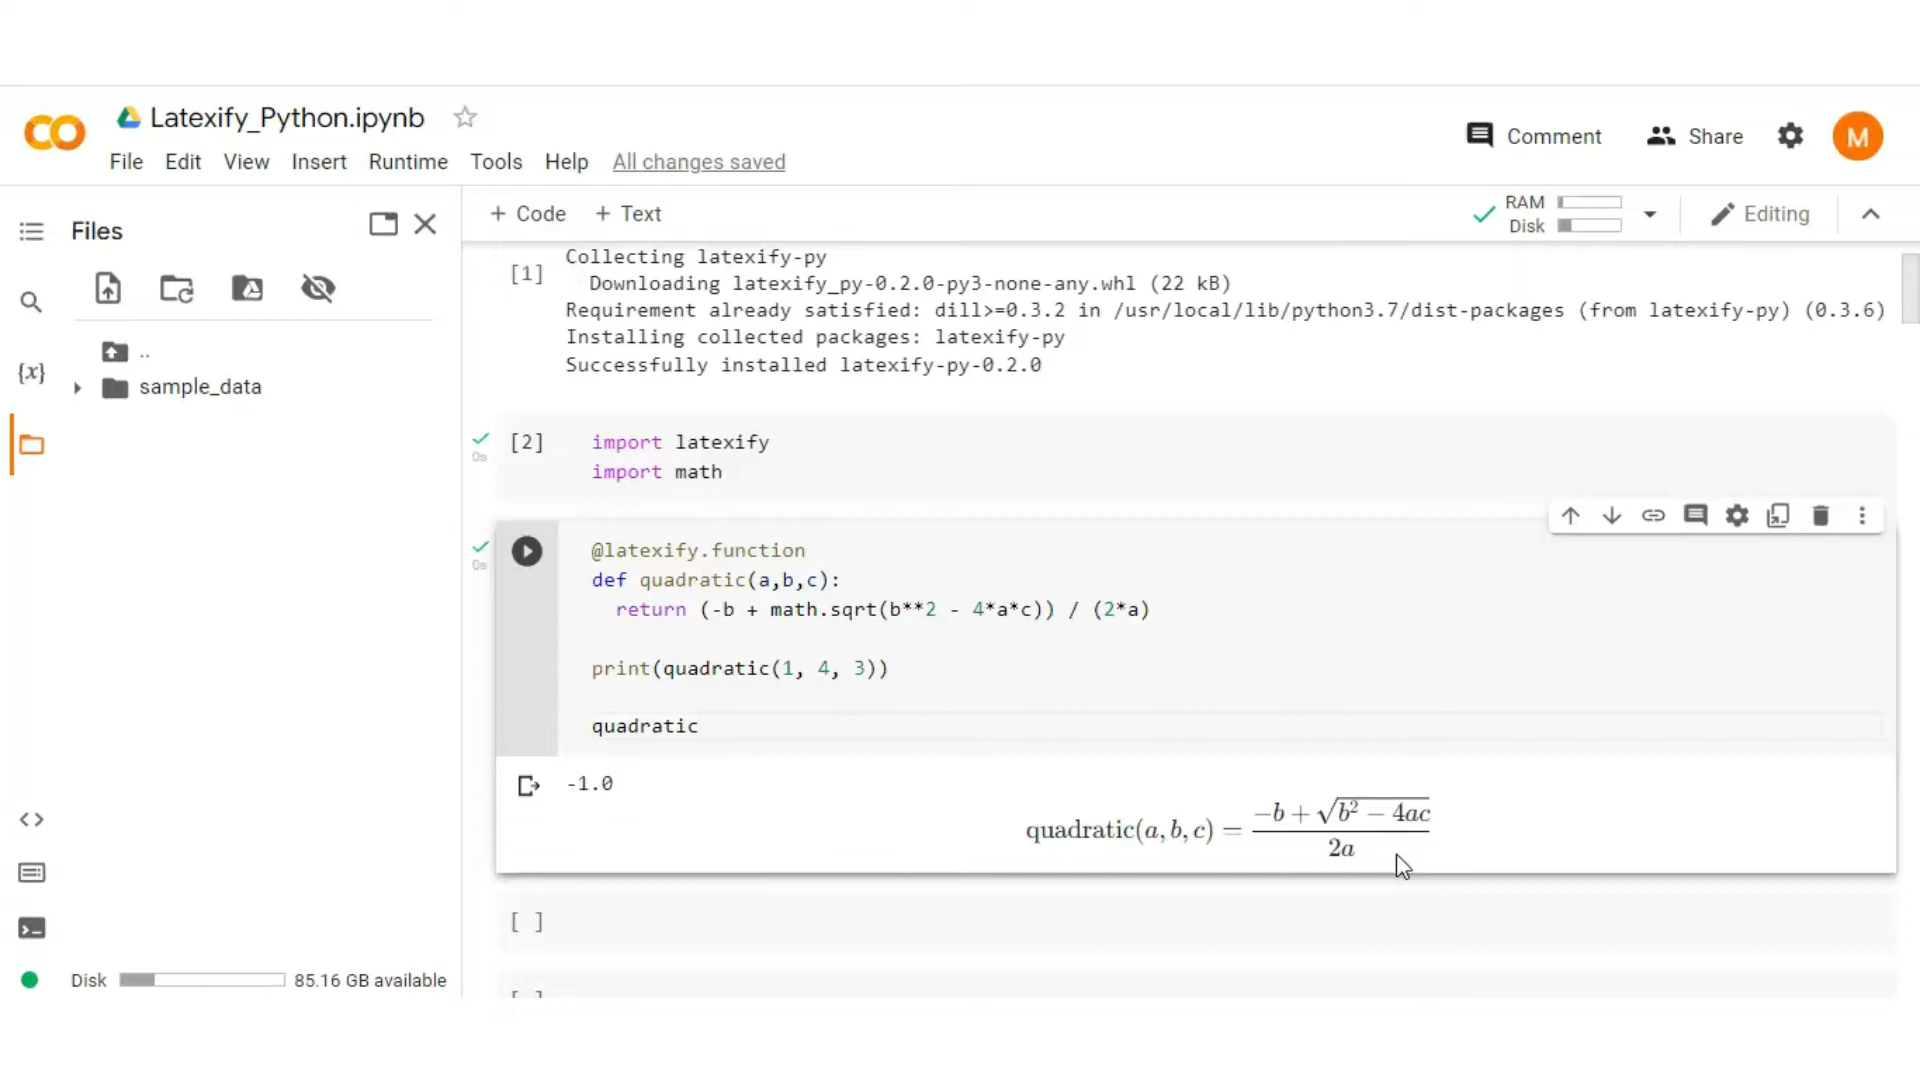 Latexify_Python.ipynb
File Edit View Insert Runtime Tools Help All changes saved
Comment Share M
Files
+ Code + Text
RAM
Disk
Editing
..
sample_data
{x}
[1]
Collecting latexify-py
Downloading latexify_py-0.2.0-py3-none-any.whl (22 kB)
Requirement already satisfied: dill>=0.3.2 in /usr/local/lib/python3.7/dist-packages (from latexify-py) (0.3.6)
Installing collected packages: latexify-py
Successfully installed latexify-py-0.2.0
0s
[2]
import latexify
import math
0s
@latexify.function
def quadratic(a,b,c):
return (-b + math.sqrt(b**2 - 4*a*c)) / (2*a)
print(quadratic(1, 4, 3))
quadratic
-1.0
quadratic(a, b, c) = \frac{-b + \sqrt{b^2 - 4ac}}{2a}
[ ]
[ ]
Disk 85.16 GB available